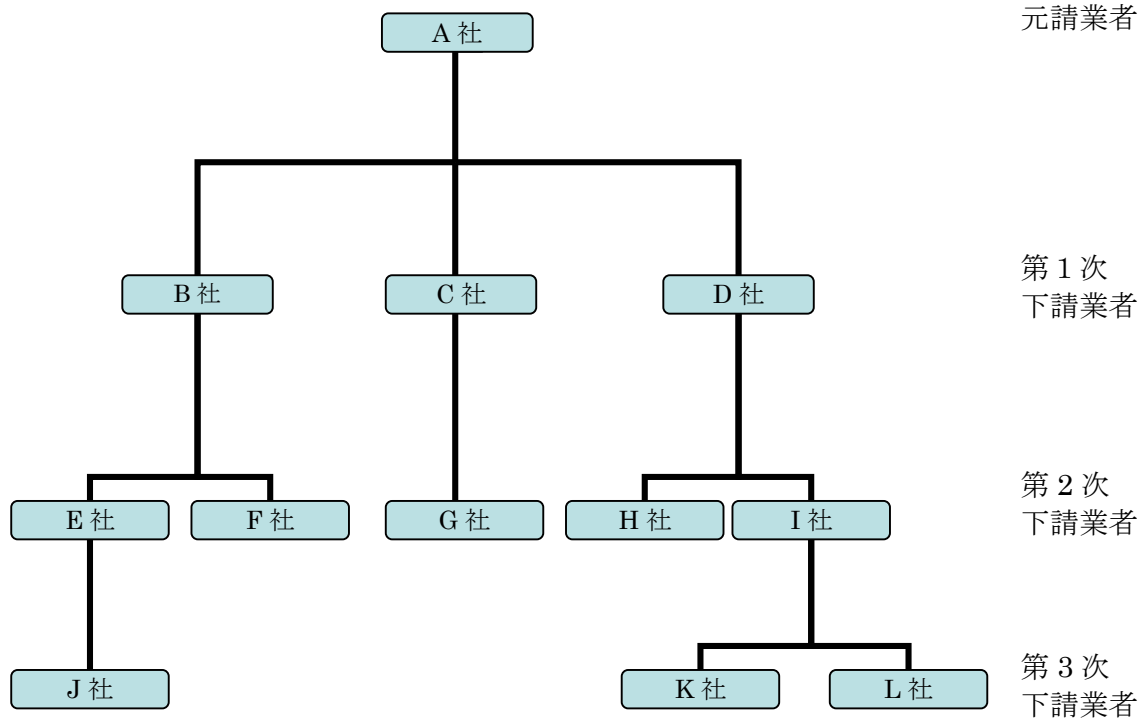 A 社
元請業者
B 社
C 社
D 社
第 1 次
下請業者
E 社
F 社
G 社
H 社
I 社
第 2 次
下請業者
J 社
K 社
L 社
第 3 次
下請業者